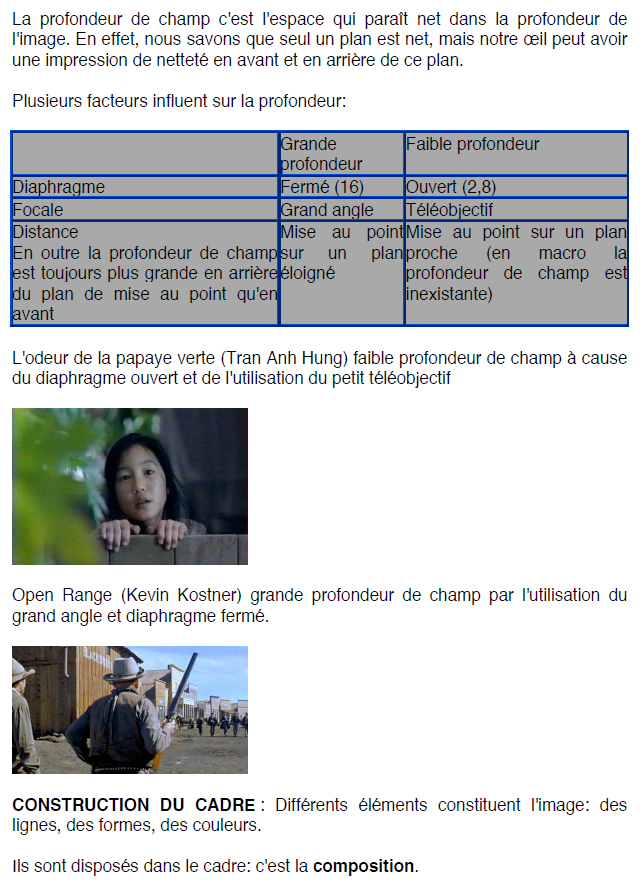 La profondeur de champ c'est l'espace qui paraît net dans la profondeur de
l'image. En effet, nous savons que seul un plan est net, mais notre œil peut avoir
une impression de netteté en avant et en arrière de ce plan.
Plusieurs facteurs influent sur la profondeur:
Grande
profondeur
Faible profondeur
Diaphragme
Fermé (16)
Ouvert (2,8)
Focale
Grand angle
Téléobjectif
Distance
En outre la profondeur de champ
est toujours plus grande en arrière
du plan de mise au point qu'en
avant
Mise au point
sur un plan
éloigné
Mise au point sur un plan
proche (en macro la
profondeur de champ est
inexistante)
L'odeur de la papaye verte (Tran Anh Hung) faible profondeur de champ à cause
du diaphragme ouvert et de l'utilisation du petit téléobjectif
Open Range (Kevin Kostner) grande profondeur de champ par l'utilisation du
grand angle et diaphragme fermé.
CONSTRUCTION DU CADRE : Différents éléments constituent l'image: des
lignes, des formes, des couleurs.
Ils sont disposés dans le cadre: c'est la composition.